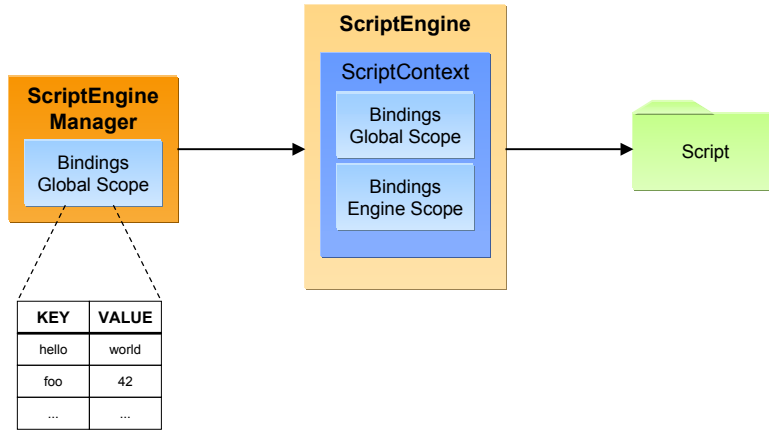 ScriptEngine
Manager
Bindings
Global Scope
KEY VALUE
hello world
foo 42
... ...
ScriptEngine
ScriptContext
Bindings
Global Scope
Bindings
Engine Scope
Script